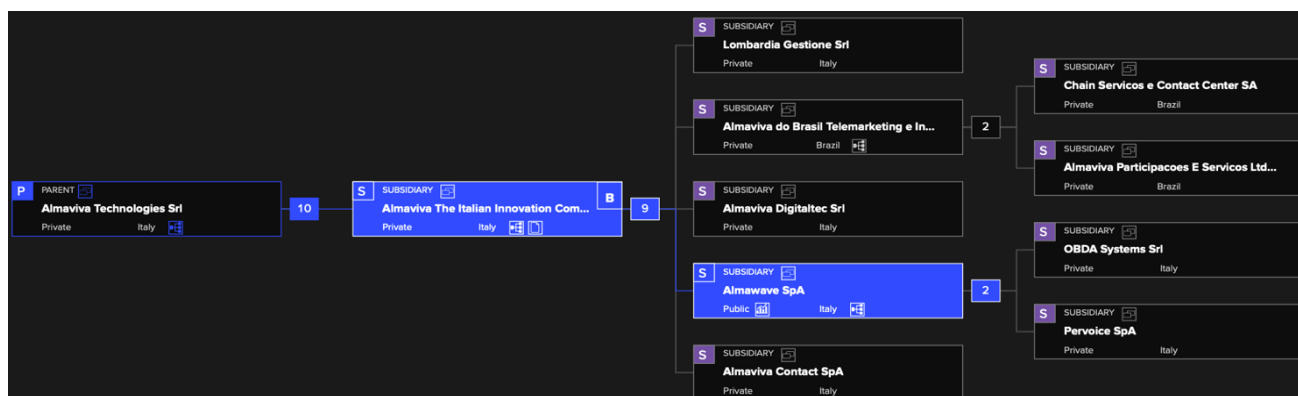 P PARENT
Almaviva Technologies Srl
Private Italy
10
S SUBSIDIARY
Almaviva The Italian Innovation Com...
B
Private Italy
9
S SUBSIDIARY
Lombardia Gestione Srl
Private Italy
S SUBSIDIARY
Almaviva do Brasil Telemarketing e In...
Private Brazil
2
S SUBSIDIARY
Chain Servicos e Contact Center SA
Private Brazil
S SUBSIDIARY
Almaviva Participacoes E Servicos Ltd...
Private Brazil
S SUBSIDIARY
Almaviva Digitaltec Srl
Private Italy
S SUBSIDIARY
Almawave SpA
Public Italy
2
S SUBSIDIARY
OBDA Systems Srl
Private Italy
S SUBSIDIARY
Pervoice SpA
Private Italy
S SUBSIDIARY
Almaviva Contact SpA
Private Italy